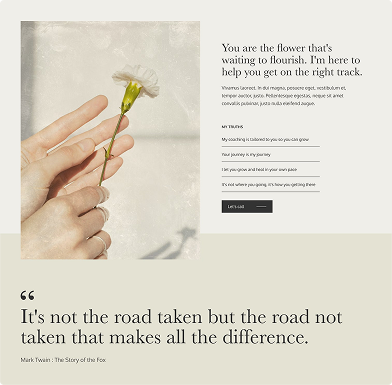 You are the flower that's
waiting to flourish. I'm here to
help you get on the right track.
Vivamus laoreet. In dui magna, posuere eget, vestibulum et,
tempor auctor, justo. Pellentesque egestas, neque sit amet
convallis pulvinar, justo nulla eleifend augue.
MY TRUTHS
My coaching is tailored to you so you can grow
Your journey is my journey
I let you grow and heal in your own pace
It's not where you going, it's how you getting there
Let's call
“
It's not the road taken but the road not
taken that makes all the difference.
Mark Twain : The Story of the Fox